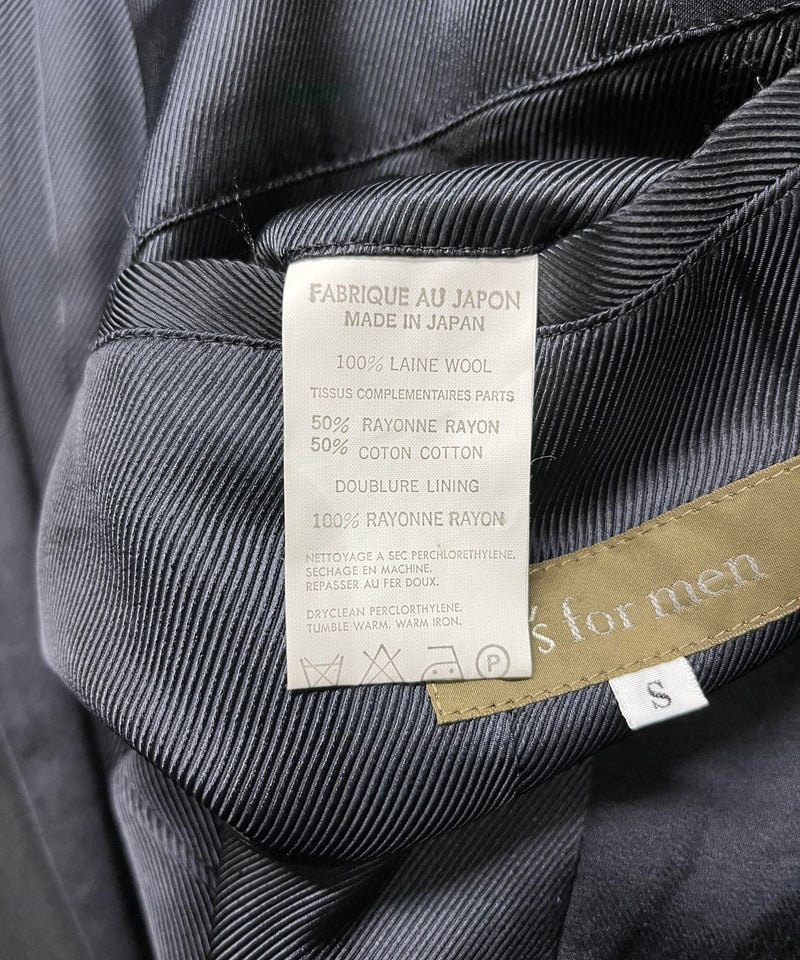 FABRIQUE AU JAPON
MADE IN JAPAN
100% LAINE WOOL
TISSUS COMPLEMENTAIRES PARTS
50% RAYONNE RAYON
50% COTON COTTON
DOUBLURE LINING
100% RAYONNE RAYON
NETTOYAGE A SEC PERCHLORETHYLENE.
SECHAGE EN MACHINE.
REPASSER AU FER DOUX.
DRYCLEAN PERCLORTHYLENE.
TUMBLE WARM. WARM IRON.
P
's for men
S